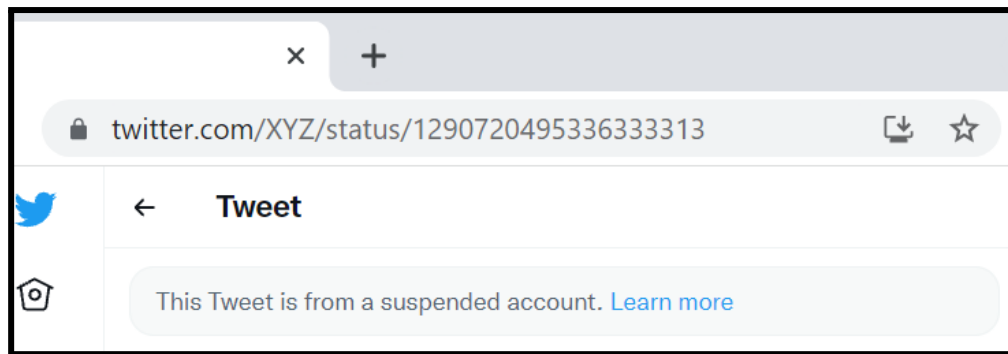 twitter.com/XYZ/status/1290720495336333313
Tweet
This Tweet is from a suspended account. Learn more